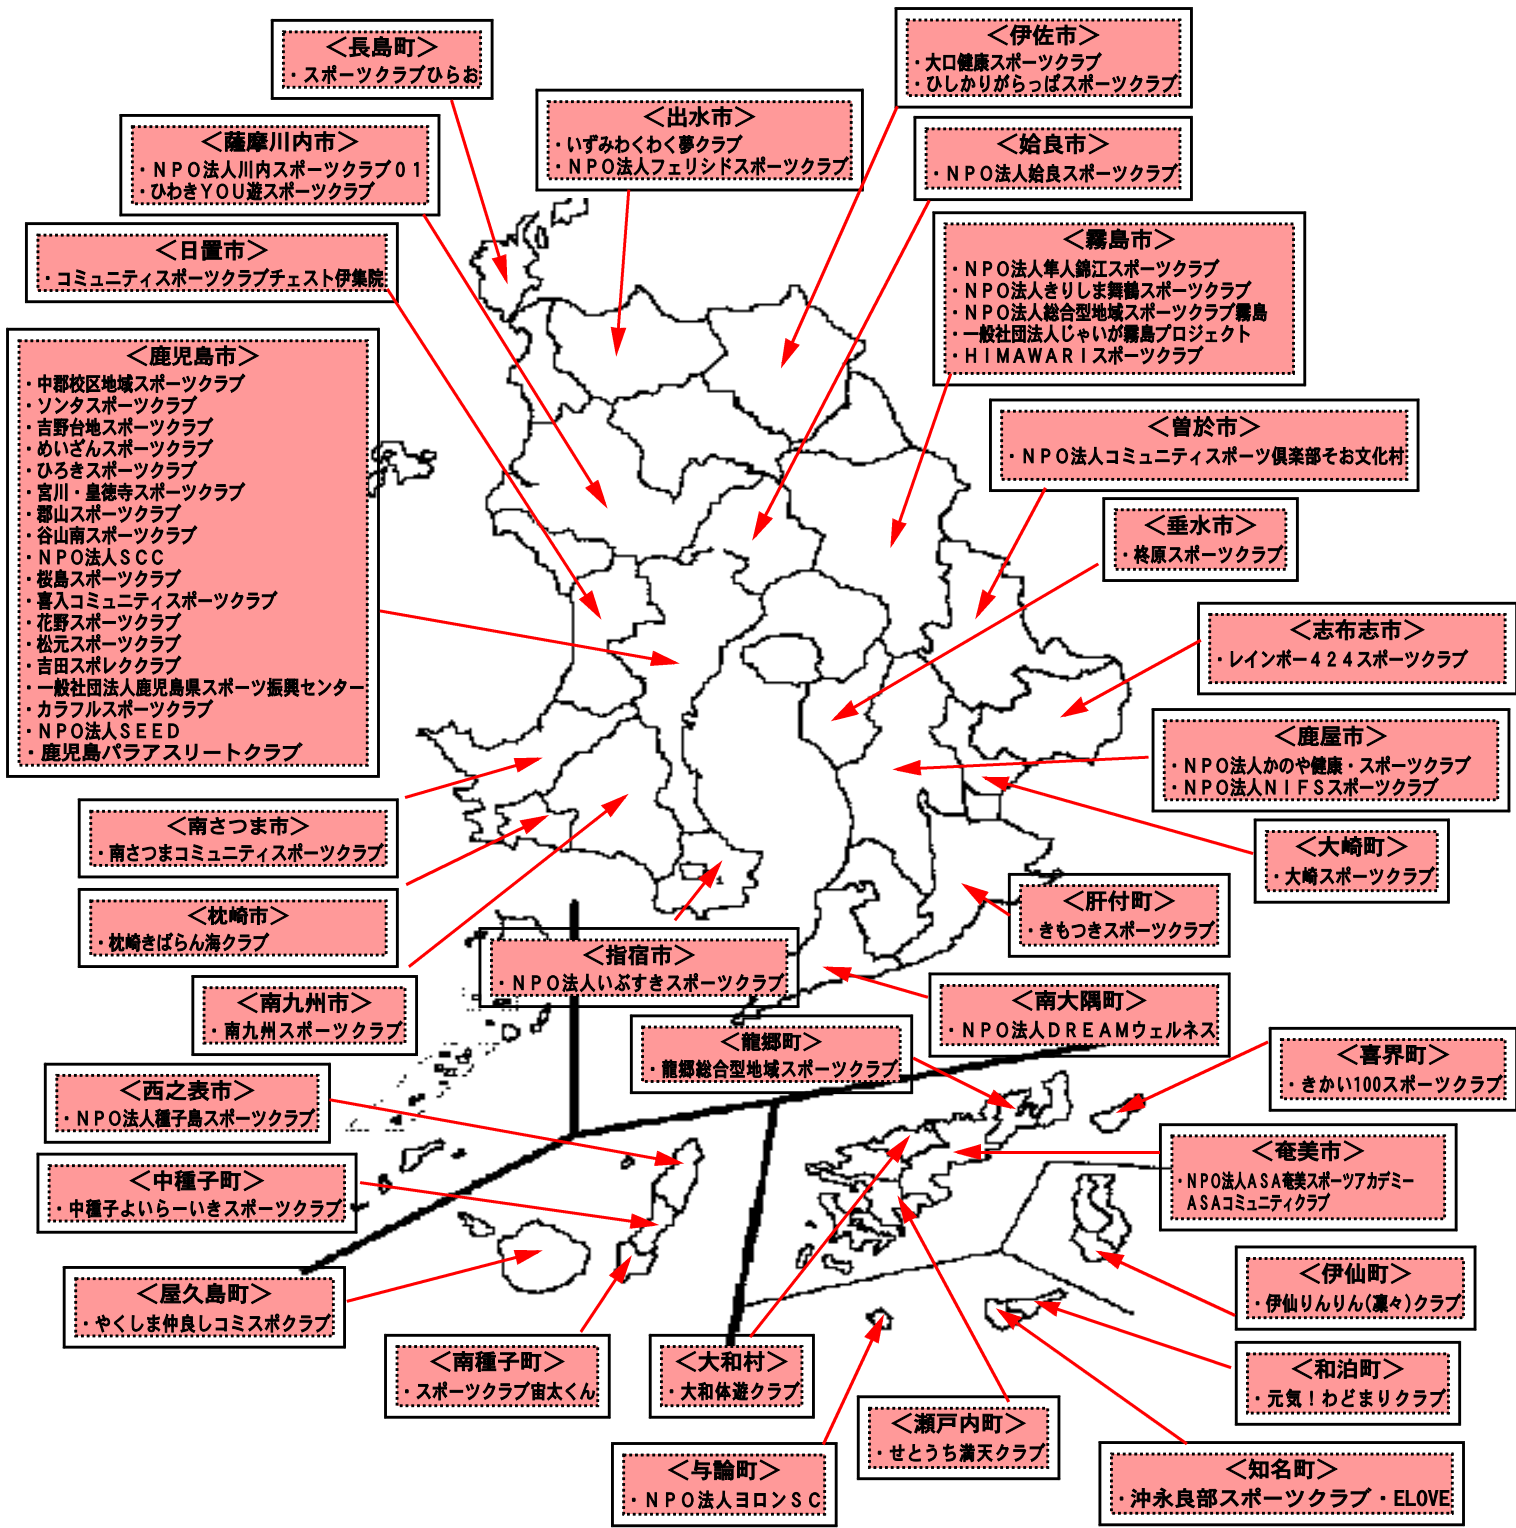 ＜長島町＞
・スポーツクラブひらお
＜伊佐市＞
・大口健康スポーツクラブ
・ひしかりがらっぱスポーツクラブ
＜出水市＞
・いずみわくわく夢クラブ
・ＮＰＯ法人フェリシドスポーツクラブ
＜薩摩川内市＞
・ＮＰＯ法人川内スポーツクラブ０１
・ひわきＹＯＵ遊スポーツクラブ
＜姶良市＞
・ＮＰＯ法人姶良スポーツクラブ
＜日置市＞
・コミュニティスポーツクラブチェスト伊集院
＜霧島市＞
・ＮＰＯ法人隼人錦江スポーツクラブ
・ＮＰＯ法人きりしま舞鶴スポーツクラブ
・ＮＰＯ法人総合型地域スポーツクラブ霧島
・一般社団法人じゃいが霧島プロジェクト
・ＨＩＭＡＷＡＲＩスポーツクラブ
＜鹿児島市＞
・中郡校区地域スポーツクラブ
・ソンタスポーツクラブ
・吉野台地スポーツクラブ
・めいざんスポーツクラブ
・ひろきスポーツクラブ
・宮川・皇徳寺スポーツクラブ
・郡山スポーツクラブ
・谷山南スポーツクラブ
・ＮＰＯ法人ＳＣＣ
・桜島スポーツクラブ
・喜入コミュニティスポーツクラブ
・花野スポーツクラブ
・松元スポーツクラブ
・吉田スポレククラブ
・一般社団法人鹿児島県スポーツ振興センター
・カラフルスポーツクラブ
・ＮＰＯ法人ＳＥＥＤ
・鹿児島パラアスリートクラブ
＜曽於市＞
・ＮＰＯ法人コミュニティスポーツ倶楽部そお文化村
＜垂水市＞
・柊原スポーツクラブ
＜志布志市＞
・レインボー４２４スポーツクラブ
＜鹿屋市＞
・ＮＰＯ法人かのや健康・スポーツクラブ
・ＮＰＯ法人ＮＩＦＳスポーツクラブ
＜南さつま市＞
・南さつまコミュニティスポーツクラブ
＜大崎町＞
・大崎スポーツクラブ
＜枕崎市＞
・枕崎きばらん海クラブ
＜肝付町＞
・きもつきスポーツクラブ
＜指宿市＞
・ＮＰＯ法人いぶすきスポーツクラブ
＜南九州市＞
・南九州スポーツクラブ
＜南大隅町＞
・ＮＰＯ法人ＤＲＥＡＭウェルネス
＜龍郷町＞
・龍郷総合型地域スポーツクラブ
＜喜界町＞
・きかい100スポーツクラブ
＜西之表市＞
・ＮＰＯ法人種子島スポーツクラブ
＜奄美市＞
・ＮＰＯ法人ＡＳＡ奄美スポーツアカデミー
ＡＳＡコミュニティクラブ
＜中種子町＞
・中種子よいらーいきスポーツクラブ
＜伊仙町＞
・伊仙りんりん(凜々)クラブ
＜屋久島町＞
・やくしま仲良しコミスポクラブ
＜南種子町＞
・スポーツクラブ宙太くん
＜大和村＞
・大和体遊クラブ
＜和泊町＞
・元気！わどまりクラブ
＜瀬戸内町＞
・せとうち満天クラブ
＜与論町＞
・ＮＰＯ法人ヨロンＳＣ
＜知名町＞
・沖永良部スポーツクラブ・ELOVE